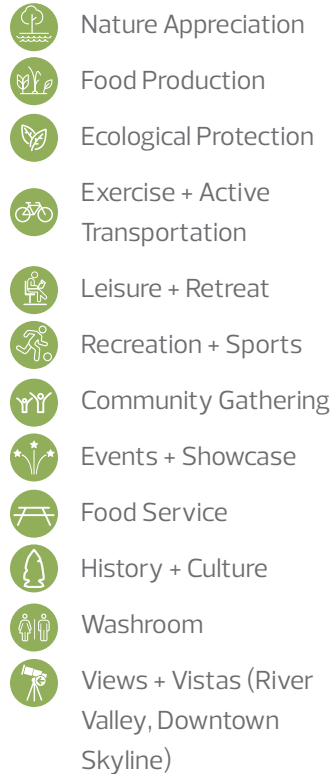 Nature Appreciation
Food Production
Ecological Protection
Exercise + Active
Transportation
Leisure + Retreat
Recreation + Sports
Community Gathering
Events + Showcase
Food Service
History + Culture
Washroom
Views + Vistas (River
Valley, Downtown
Skyline)